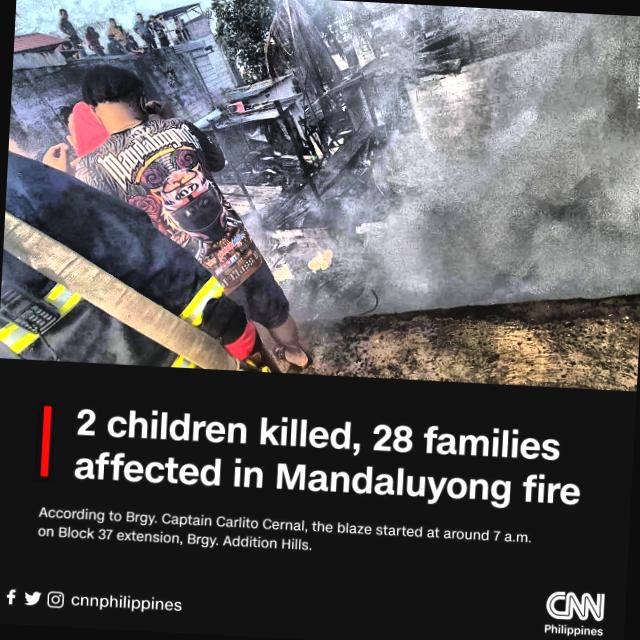 Mandaluyong
2 children killed, 28 families
affected in Mandaluyong fire
According to Brgy. Captain Carlito Cernal, the blaze started at around 7 a.m.
on Block 37 extension, Brgy. Addition Hills.
cnnphilippines
CNN
Philippines